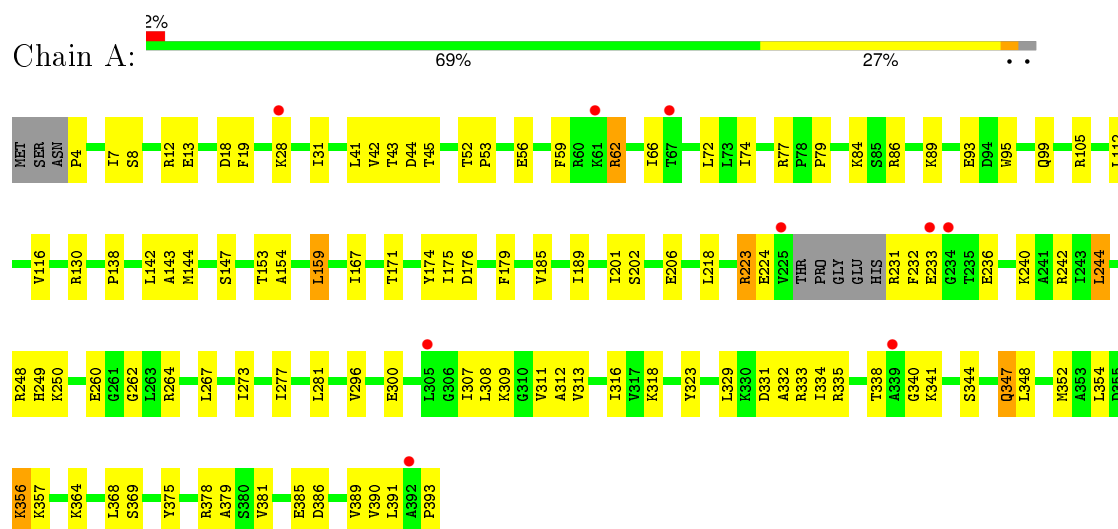 2%
Chain A:
69% 27% • •
MET SER ASN P4 I7 S8 R12 E13 D18 F19 K28 I31 L41 V42 T43 D44 T45 T52 P53 E56 F59 R60 K61 R62 I66 T67 L72 L73 I74 R77 P78 P79 K84 S85 R86 K89 E93 D94 W95 Q99 R105 L112
V116 R130 P138 L142 A143 M144 S147 T153 A154 L159 I167 T171 Y174 I175 D176 F179 V185 I189 I201 S202 E206 L218 R223 E224 V225 THR PRO GLY GLU HIS R231 F232 E233 G234 T235 E236 K240 A241 R242 I243 L244
R248 H249 K250 E260 G261 G262 L263 R264 L267 I273 I277 L281 V296 E300 L305 G306 I307 L308 K309 G310 V311 A312 V313 I316 V317 K318 Y323 L329 K330 D331 A332 R333 I334 R335 T338 A339 G340 K341 S344 Q347 L348 M352 A353 L354 D355
K356 K357 K364 L368 S369 Y375 R378 A379 S380 V381 E385 D386 V389 V390 L391 A392 P393